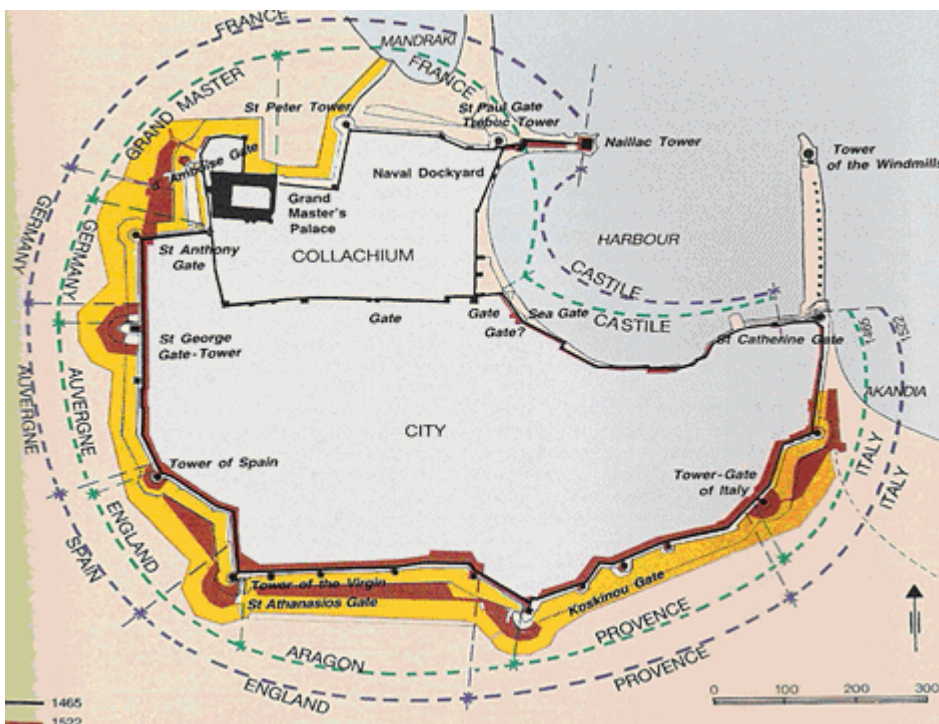 FRANCE
MANDRAKI
FRANCE
GRAND MASTER
St Peter Tower
St Paul Gate
Trebuc Tower
Naillac Tower
Tower
of the Windmills
d'Amboise Gate
Naval Dockyard
Grand
Master's
Palace
GERMANY
GERMANY
St Anthony
Gate
COLLACHIUM
HARBOUR
CASTILE
CASTILE
Gate
Gate
Gate?
Sea Gate
St Catherine Gate
1465
1522
St George
Gate-Tower
AUVERGNE
AUVERGNE
AKANDIA
CITY
ITALY
ITALY
Tower of Spain
Tower-Gate
of Italy
ENGLAND
SPAIN
Tower of the Virgin
St Athanasios Gate
Koskinou Gate
PROVENCE
PROVENCE
ARAGON
ENGLAND
0 100 200 300
1465
1522